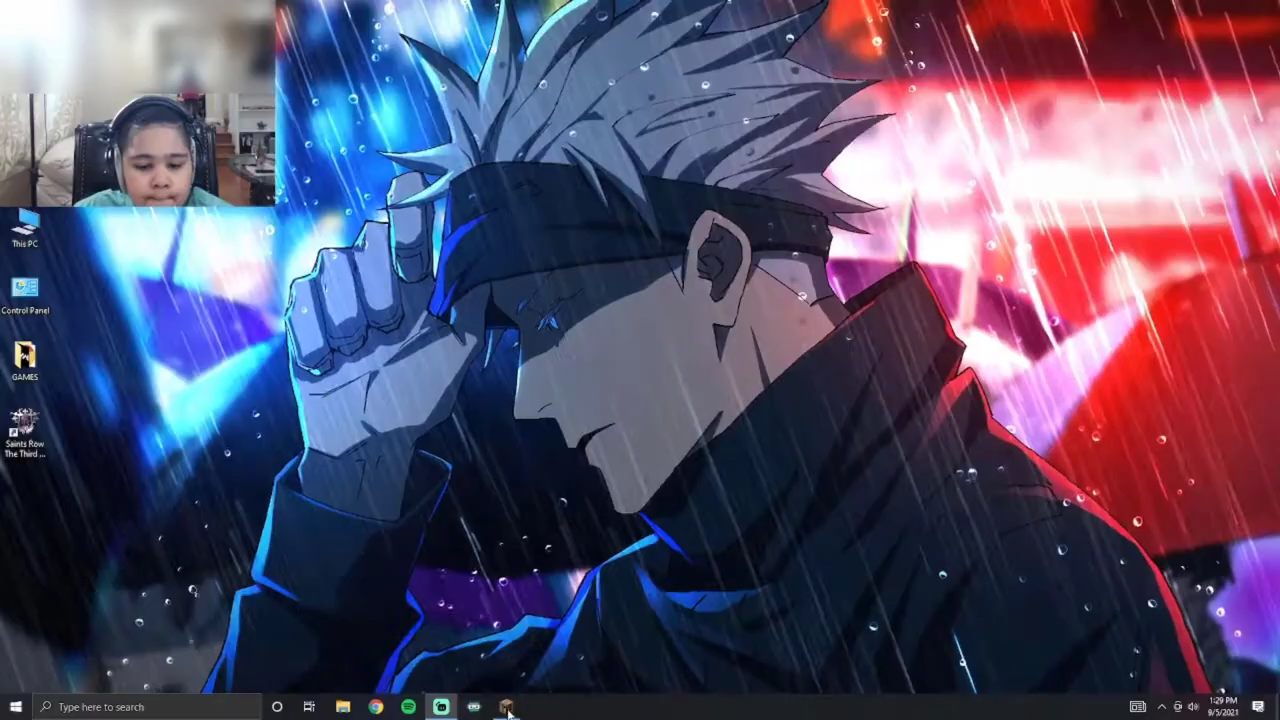 This PC
Control Panel
GAMES
Saints Row
The Third ...
Type here to search
1:29 PM
9/5/2021